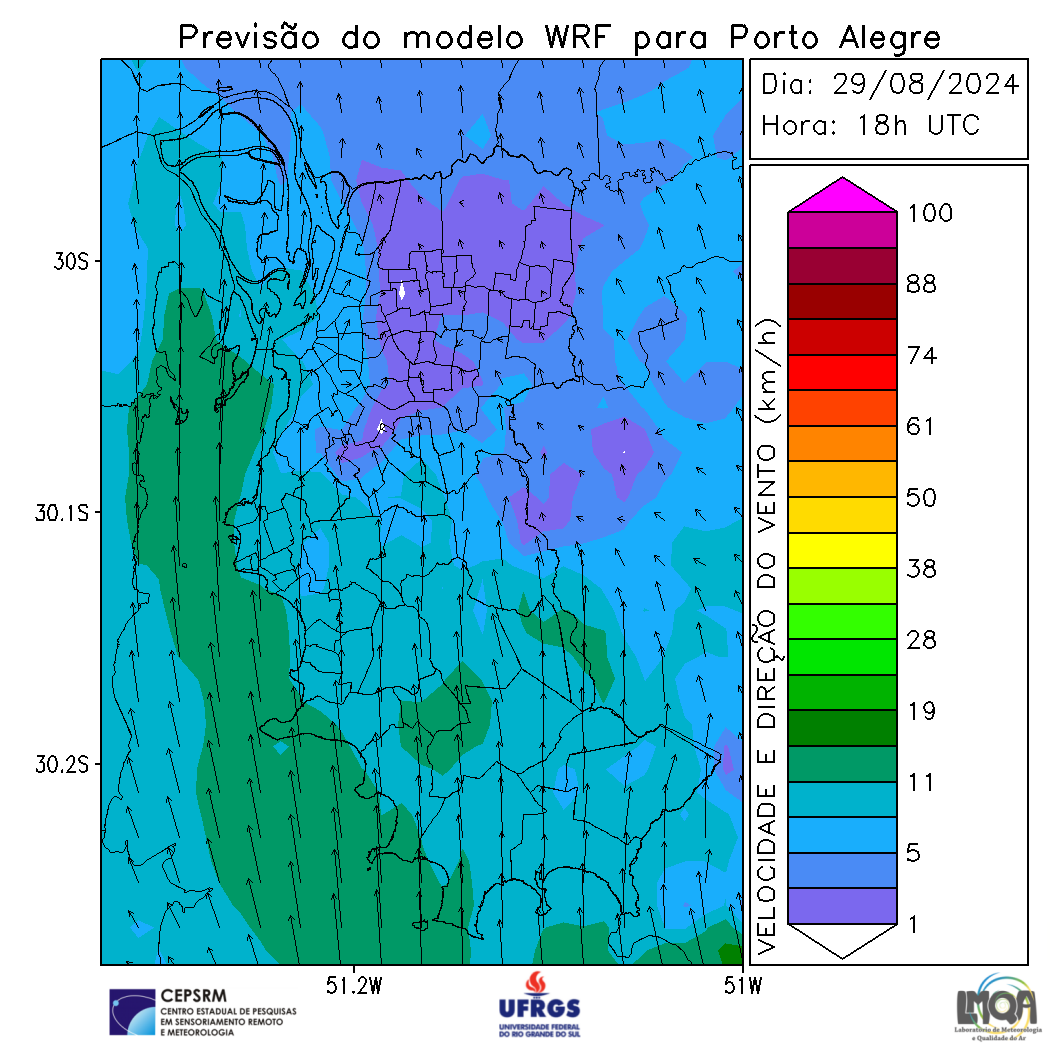 Previsão do modelo WRF para Porto Alegre
Dia: 29/08/2024
Hora: 18h UTC
30S
30.1S
30.2S
51.2W
51W
VELOCIDADE E DIREÇÃO DO VENTO (km/h)
100
88
74
61
50
38
28
19
11
5
1
CEPSRM
CENTRO ESTADUAL DE PESQUISAS
EM SENSORIAMENTO REMOTO
E METEOROLOGIA
UFRGS
UNIVERSIDADE FEDERAL
DO RIO GRANDE DO SUL
LMQA
Laboratório de Meteorologia
e Qualidade do Ar